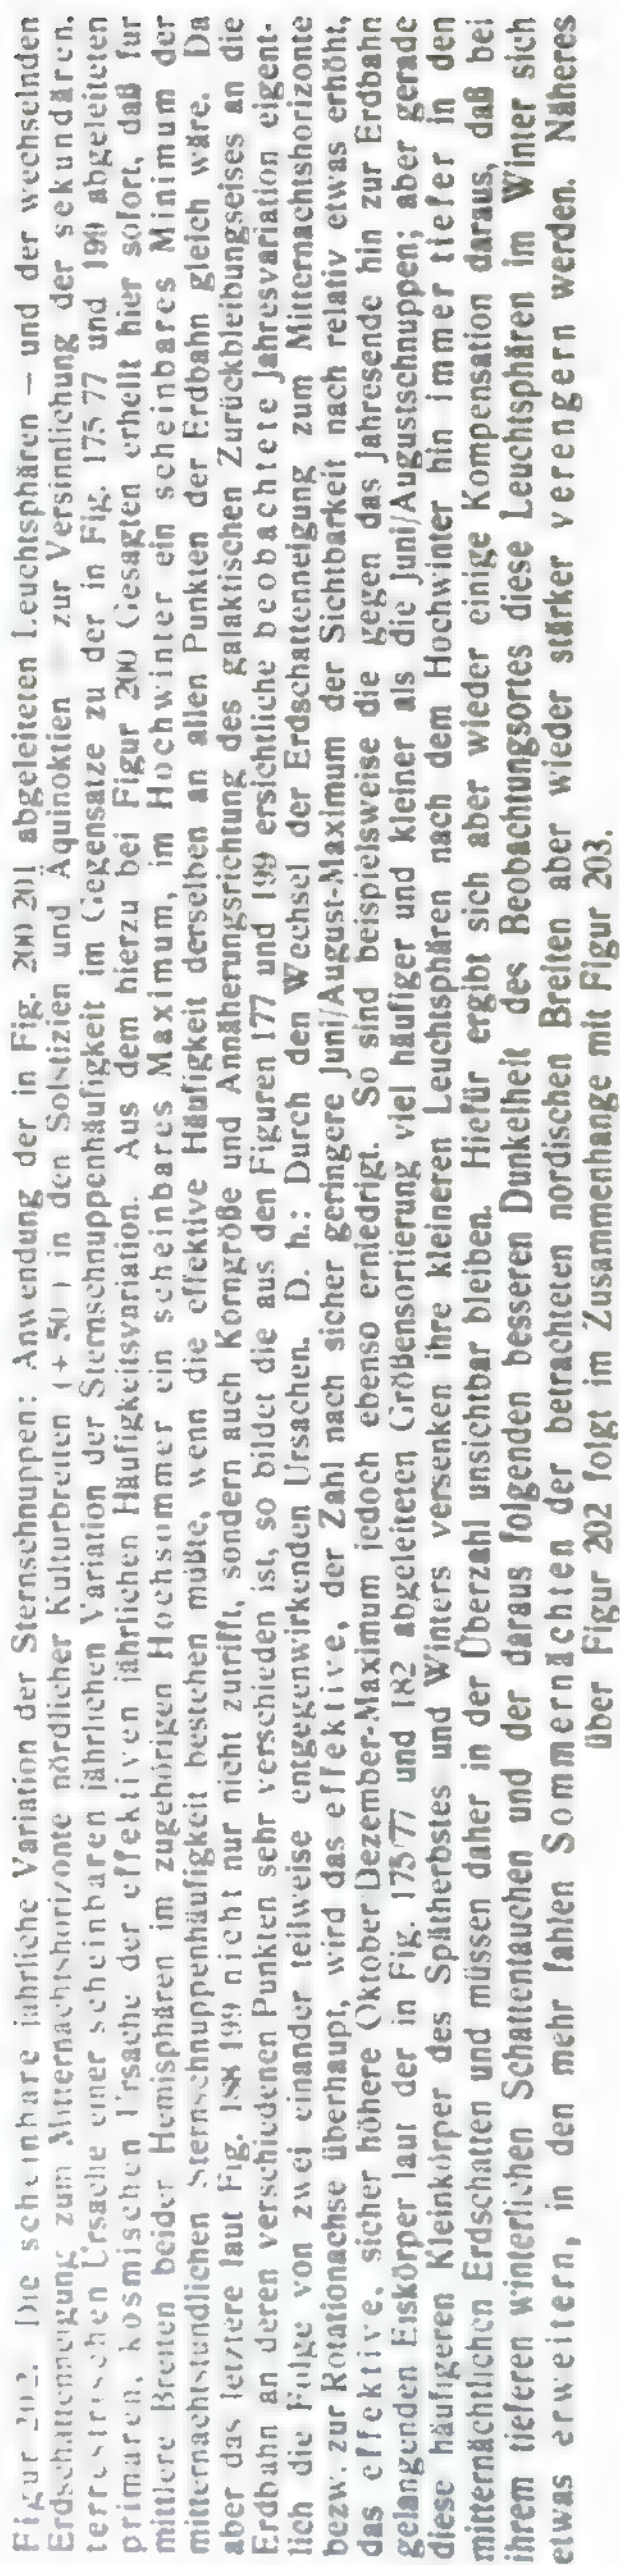 Figur 202. Die scheinbare jährliche Variation der Sternschnuppen: Anwendung der in Fig. 200 201 abgeleiteten Leuchtsphären — und der wechselnden
Erdschattenneigung zum Mitternachtshorizonte nördlicher Kulturbreiten (+ 50°) in den Solstizien und Äquinoktien — zur Versinnlichung der sekundären,
terrestrischen Ursache einer scheinbaren jährlichen Variation der Sternschnuppenhäufigkeit im Gegensatze zu der in Fig. 175 77 und 199 abgeleiteten
primären, kosmischen Ursache der effektiven jährlichen Häufigkeitsvariation. Aus dem hierzu bei Figur 200 Gesagten erhellt hier sofort, daß für
mittlere Breiten beider Hemisphären im zugehörigen Hochsommer ein scheinbares Maximum, im Hochwinter ein scheinbares Minimum der
mitternachtstündlichen Sternschnuppenhäufigkeit bestehen müßte, wenn die effektive Häufigkeit derselben an allen Punkten der Erdbahn gleich wäre. Da
aber das letztere laut Fig. 188 199 nicht nur nicht zutrifft, sondern auch Korngröße und Annäherungsrichtung des galaktischen Zurückbleibungseises an die
Erdbahn an deren verschiedenen Punkten sehr verschieden ist, so bildet die aus den Figuren 177 und 199 ersichtliche beobachtete Jahresvariation eigent-
lich die Folge von zwei einander teilweise entgegenwirkenden Ursachen. D. h.: Durch den Wechsel der Erdschattenneigung zum Mitternachtshorizonte
bezw. zur Rotationachse überhaupt, wird das effektive, der Zahl nach sicher geringere Juni/August-Maximum der Sichtbarkeit nach relativ etwas erhöht,
das effektive, sicher höhere Oktober Dezember-Maximum jedoch ebenso erniedrigt. So sind beispielsweise die gegen das Jahresende hin zur Erdbahn
gelangenden Eiskörper laut der in Fig. 175/77 und 182 abgeleiteten Größensortierung viel häufiger und kleiner als die Juni/Augustschnuppen; aber gerade
diese häufigeren Kleinkörper des Spätherbstes und Winters versenken ihre kleineren Leuchtsphären nach dem Hochwinter hin immer tiefer in den
mitternächtlichen Erdschatten und müssen daher in der Überzahl unsichtbar bleiben. Hiefür ergibt sich aber wieder einige Kompensation daraus, daß bei
ihrem tieferen winterlichen Schattentauchen und der daraus folgenden besseren Dunkelheit des Beobachtungsortes diese Leuchtsphären im Winter sich
etwas erweitern, in den mehr fahlen Sommernächten der betrachteten nordischen Breiten aber wieder stärker verengern werden. Näheres
über Figur 202 folgt im Zusammenhange mit Figur 203.